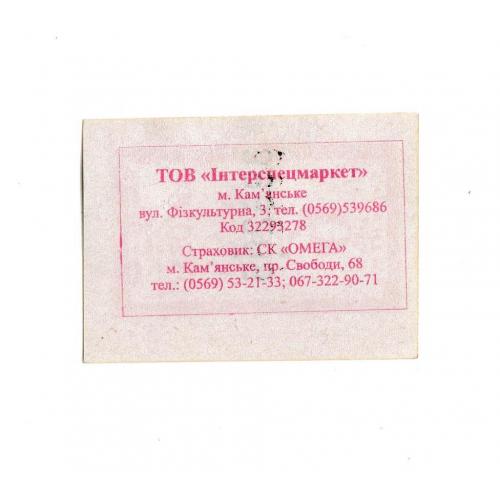 ТОВ «Інтерспецмаркет»
м. Кам'янське
вул. Фізкультурна, 3; тел. (0569)539686
Код 32293278
Страховик: СК «ОМЕГА»
м. Кам'янське, пр. Свободи, 68
тел.: (0569) 53-21-33; 067-322-90-71